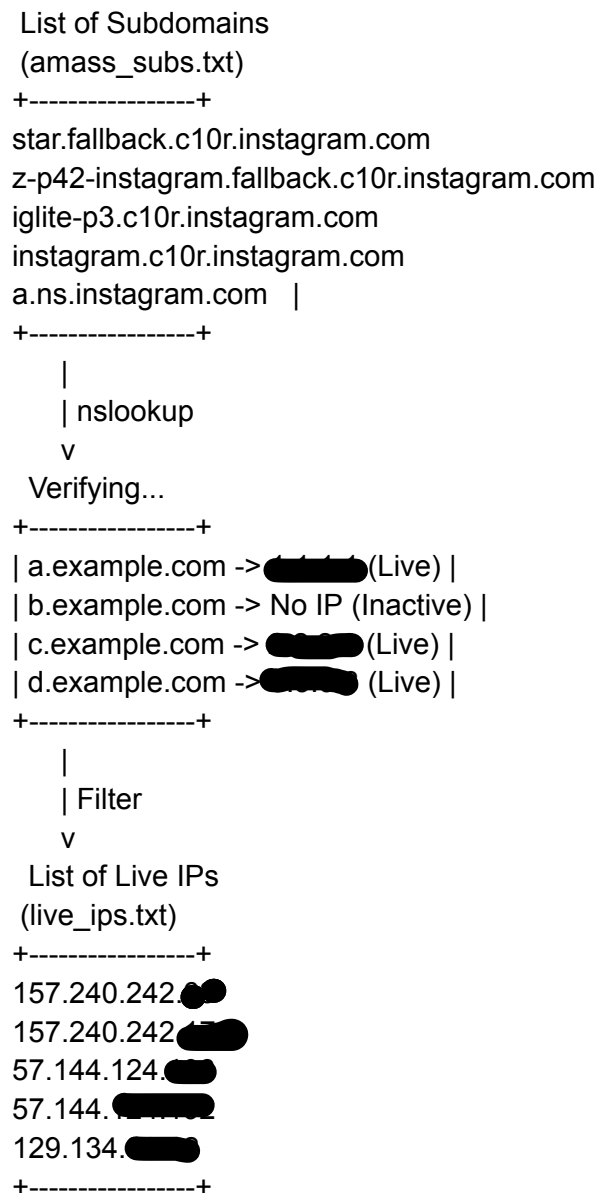 List of Subdomains
(amass_subs.txt)
+-----------------+
star.fallback.c10r.instagram.com
z-p42-instagram.fallback.c10r.instagram.com
iglite-p3.c10r.instagram.com
instagram.c10r.instagram.com
a.ns.instagram.com |
+-----------------+
|
| nslookup
v
Verifying...
+-----------------+
| a.example.com -> (Live) |
| b.example.com -> No IP (Inactive) |
| c.example.com -> (Live) |
| d.example.com -> (Live) |
+-----------------+
|
| Filter
v
List of Live IPs
(live_ips.txt)
+-----------------+
157.240.242.
157.240.242
57.144.124.
57.144.
129.134.
+-----------------+